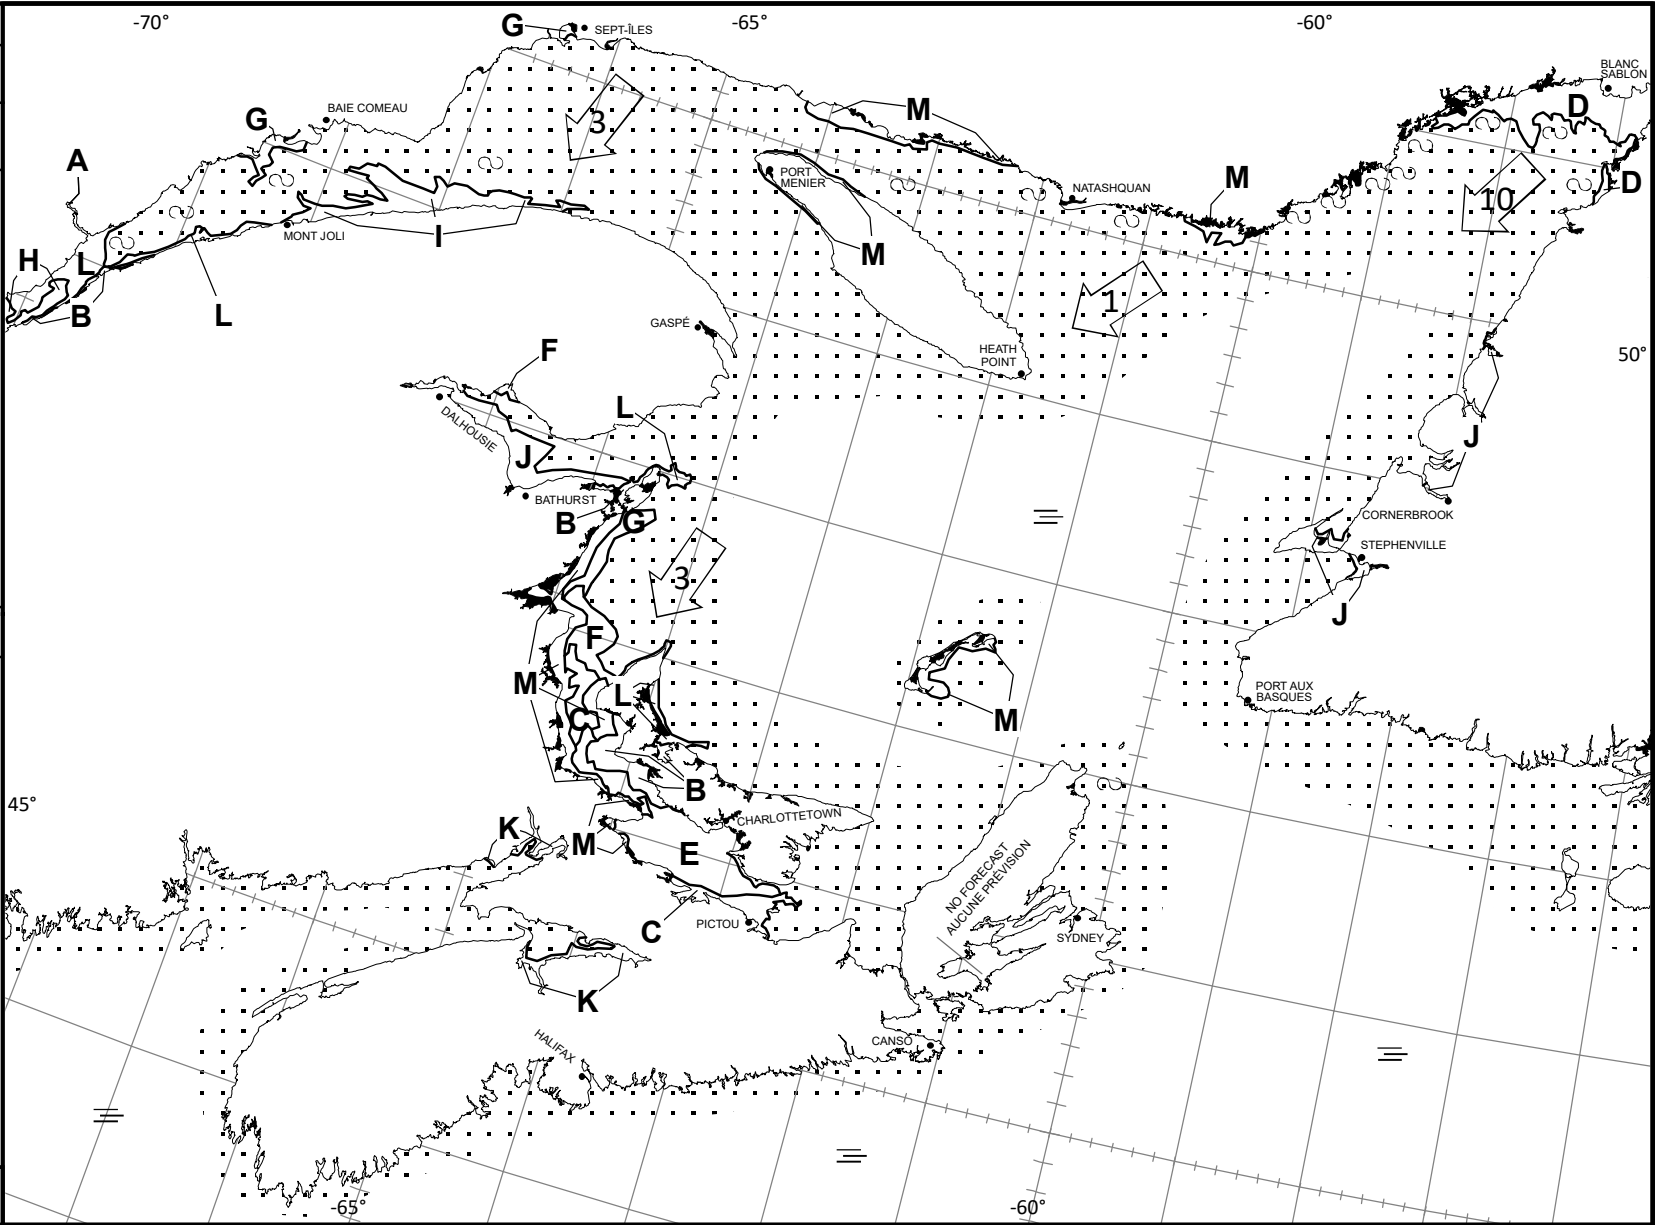 -70°
-65°
-60°
G
SEPT-ÎLES
BLANC
SABLON
3
M
D
BAIE COMEAU
G
A
PORT
MENIER
NATASHQUAN
M
D
10
MONT JOLI
I
M
H
L
B
L
1
GASPÉ
HEATH
POINT
50°
F
DALHOUSIE
L
J
J
BATHURST
B
G
CORNERBROOK
STEPHENVILLE
3
J
F
M
L
C
M
PORT AUX
BASQUES
B
45°
CHARLOTTETOWN
K
M
E
NO FORECAST
AUCUNE PRÉVISION
C
PICTOU
SYDNEY
K
HALIFAX
CANSO
-65°
-60°